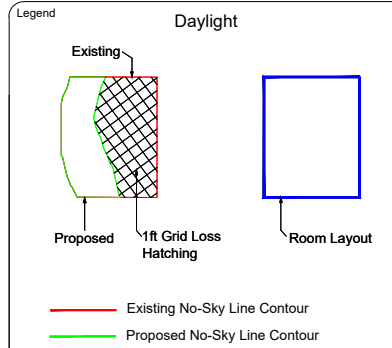 Legend
Daylight
Existing
Proposed
1ft Grid Loss
Hatching
Room Layout
Existing No-Sky Line Contour
Proposed No-Sky Line Contour